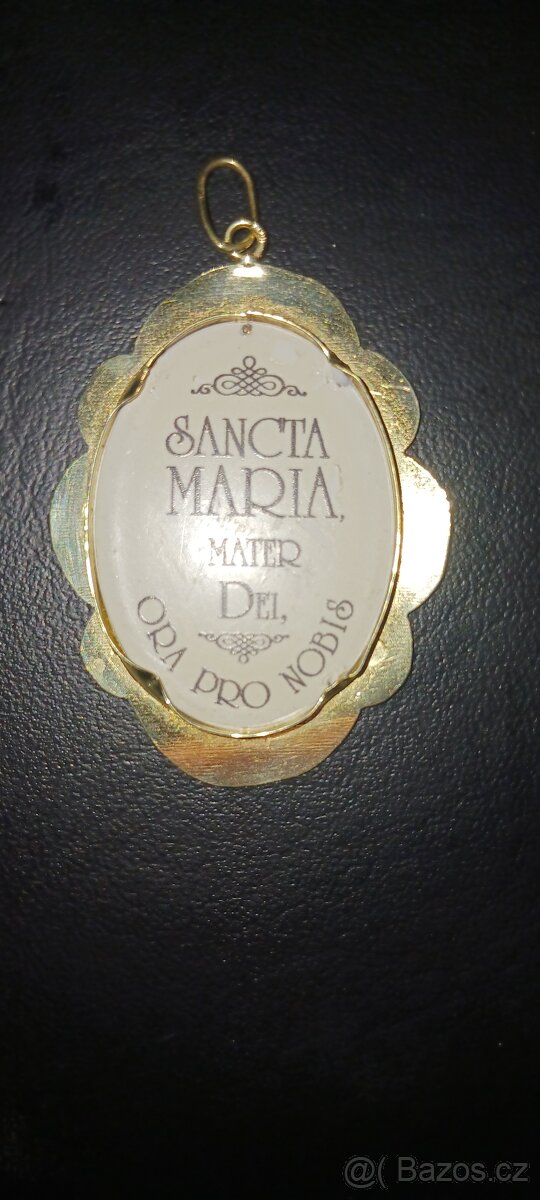 SANCTA
MARIA,
MATER
DEI,
ORA PRO NOBIS
@( Bazos.cz